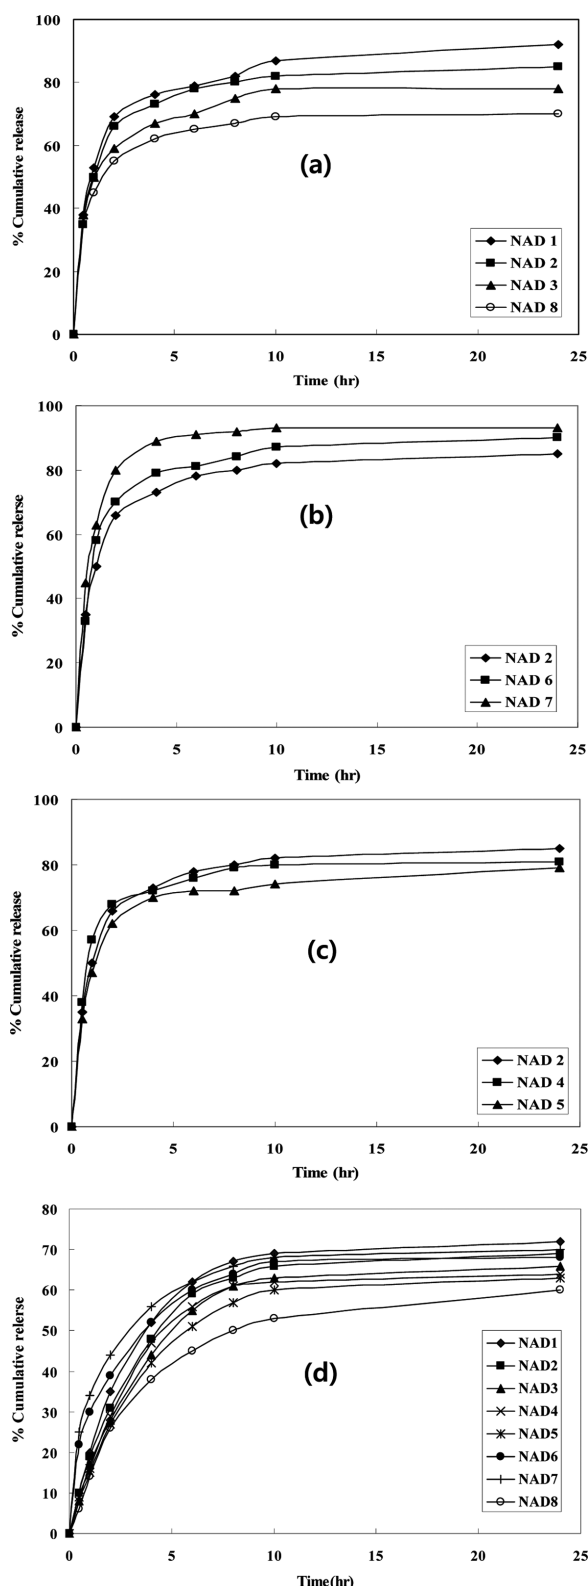 100
80
60
40
20
0
% Cumulative release
(a)
NAD 1
NAD 2
NAD 3
NAD 8
0 5 10 15 20 25
Time (hr)
100
80
60
40
20
0
% Cumulative relerse
(b)
NAD 2
NAD 6
NAD 7
0 5 10 15 20 25
Time (hr)
100
80
60
40
20
0
% Cumulative release
(c)
NAD 2
NAD 4
NAD 5
0 5 10 15 20 25
Time (hr)
80
70
60
50
40
30
20
10
0
% Cumulative relerse
(d)
NAD1
NAD2
NAD3
NAD4
NAD5
NAD6
NAD7
NAD8
0 5 10 15 20 25
Time(hr)